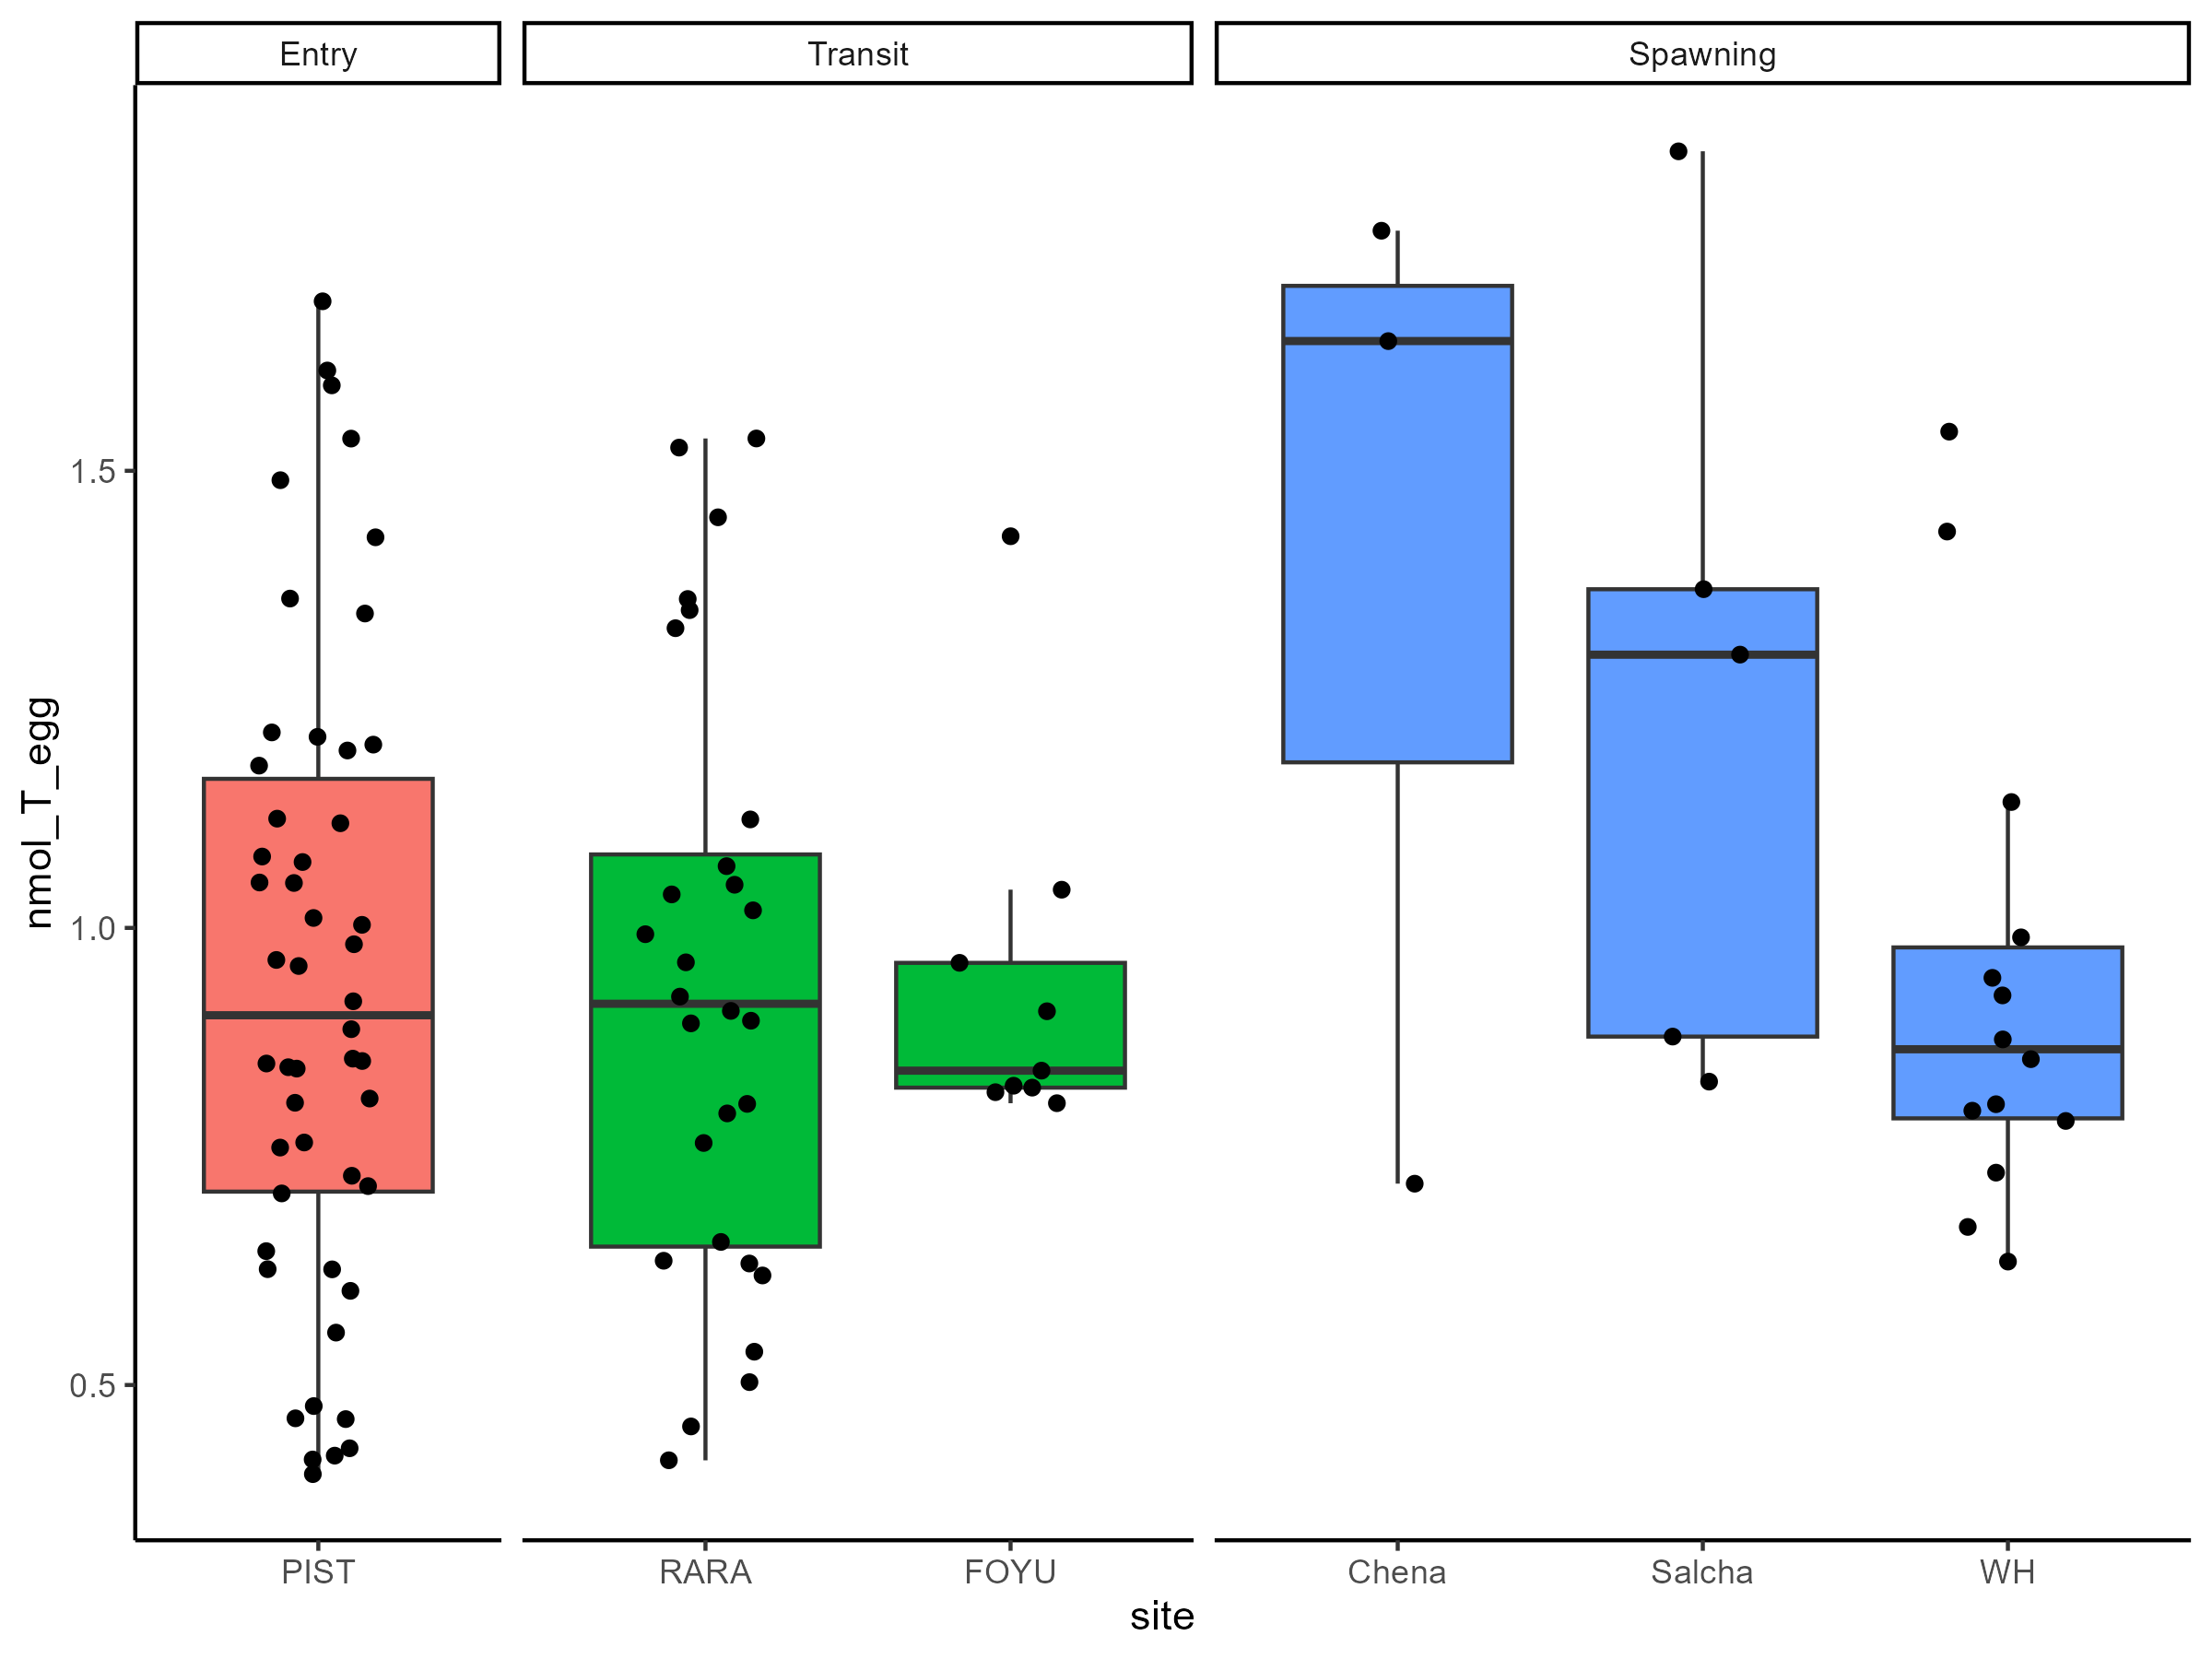 Entry Transit Spawning
nmol_T_egg
1.5
1.0
0.5
PIST RARA FOYU Chena Salcha WH
site